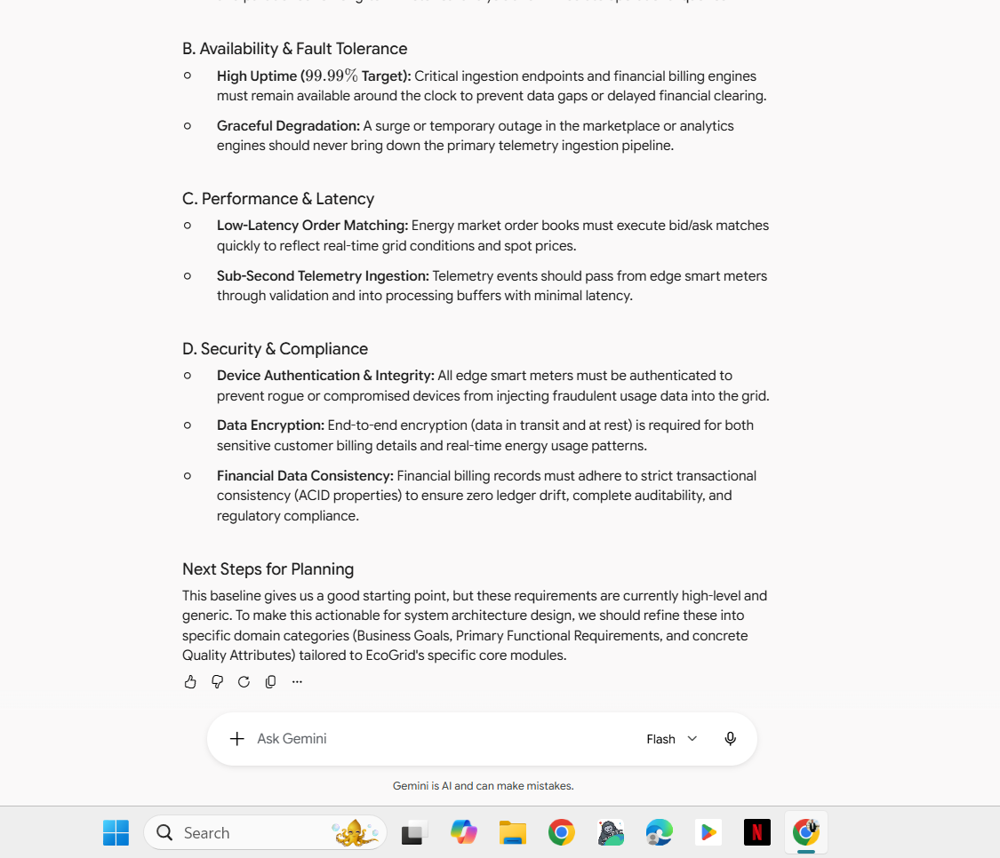 B. Availability & Fault Tolerance
High Uptime (99.99% Target): Critical ingestion endpoints and financial billing engines
must remain available around the clock to prevent data gaps or delayed financial clearing.
Graceful Degradation: A surge or temporary outage in the marketplace or analytics
engines should never bring down the primary telemetry ingestion pipeline.
C. Performance & Latency
Low-Latency Order Matching: Energy market order books must execute bid/ask matches
quickly to reflect real-time grid conditions and spot prices.
Sub-Second Telemetry Ingestion: Telemetry events should pass from edge smart meters
through validation and into processing buffers with minimal latency.
D. Security & Compliance
Device Authentication & Integrity: All edge smart meters must be authenticated to
prevent rogue or compromised devices from injecting fraudulent usage data into the grid.
Data Encryption: End-to-end encryption (data in transit and at rest) is required for both
sensitive customer billing details and real-time energy usage patterns.
Financial Data Consistency: Financial billing records must adhere to strict transactional
consistency (ACID properties) to ensure zero ledger drift, complete auditability, and
regulatory compliance.
Next Steps for Planning
This baseline gives us a good starting point, but these requirements are currently high-level and
generic. To make this actionable for system architecture design, we should refine these into
specific domain categories (Business Goals, Primary Functional Requirements, and concrete
Quality Attributes) tailored to EcoGrid's specific core modules.
Ask Gemini
Flash
Gemini is AI and can make mistakes.
Search
N